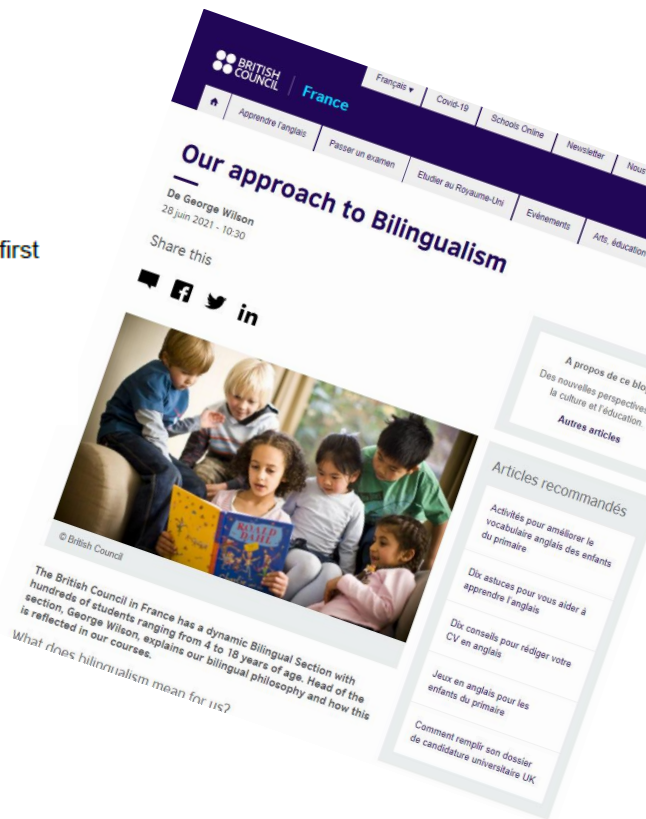 first
BRITISH
COUNCIL
France
Français
Covid-19
Schools Online
Newsletter
Nous
Apprendre l'anglais
Passer un examen
Etudier au Royaume-Uni
Evénements
Arts, éducation
Our approach to Bilingualism
De George Wilson
28 juin 2021 - 10:30
Share this
in
ROALD
DAHL
© British Council
The British Council in France has a dynamic Bilingual Section with
hundreds of students ranging from 4 to 18 years of age. Head of the
section, George Wilson, explains our bilingual philosophy and how this
is reflected in our courses.
What does bilingualism mean for us?
A propos de ce blog
Des nouvelles perspectives
la culture et l'éducation.
Autres articles
Articles recommandés
Activités pour améliorer le
vocabulaire anglais des enfants
du primaire
Dix astuces pour vous aider à
apprendre l'anglais
Dix conseils pour rédiger votre
CV en anglais
Jeux en anglais pour les
enfants du primaire
Comment remplir son dossier
de candidature universitaire UK